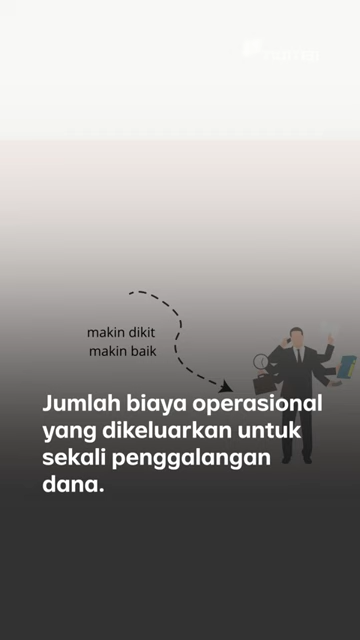 makin dikit
makin baik
Jumlah biaya operasional
yang dikeluarkan untuk
sekali penggalangan
dana.